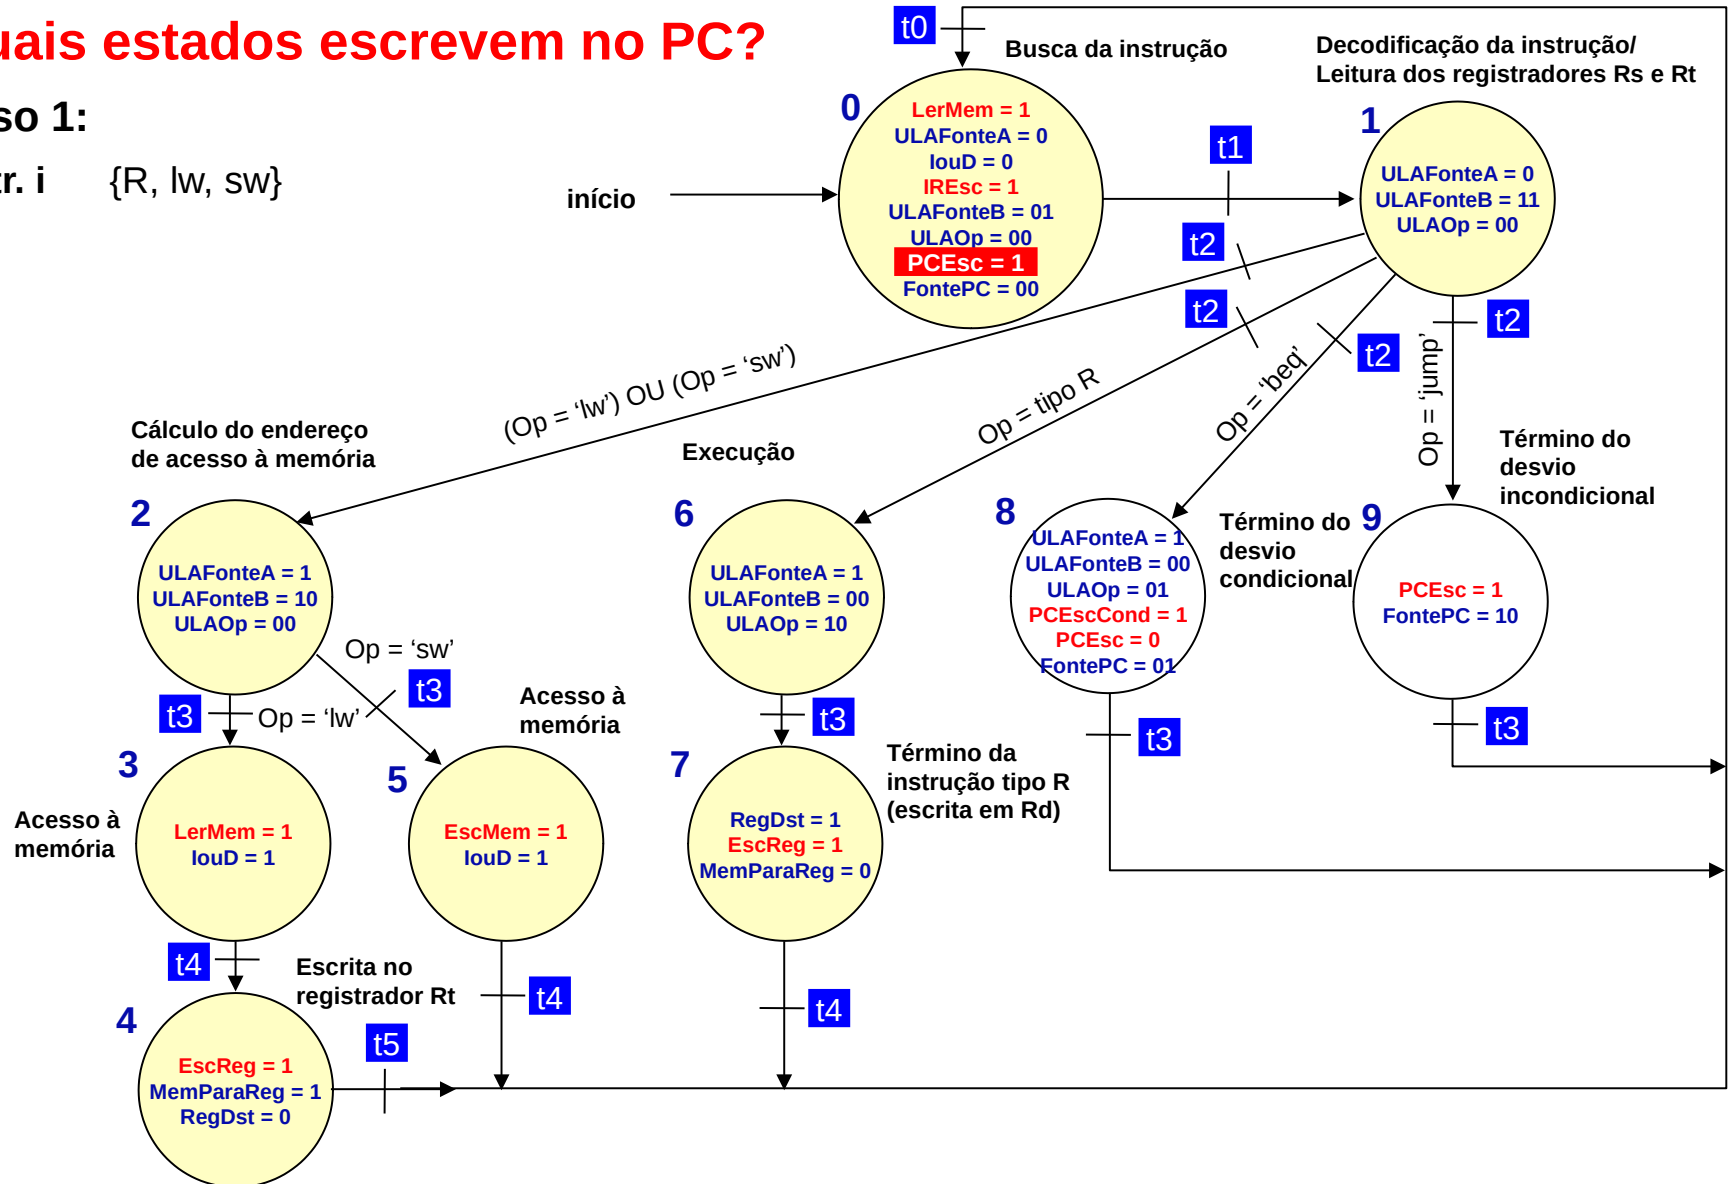 uais estados escrevem no PC?
so 1:
tr. i {R, lw, sw}
início
t0
Busca da instrução
Decodificação da instrução/
Leitura dos registradores Rs e Rt
0
LerMem = 1
ULAFonteA = 0
IouD = 0
IREsc = 1
ULAFonteB = 01
ULAOp = 00
PCEsc = 1
FontePC = 00
t1
1
ULAFonteA = 0
ULAFonteB = 11
ULAOp = 00
t2
t2
t2
t2
(Op = ‘lw’) OU (Op = ‘sw’)
Op = tipo R
Op = ‘beq’
Op = ‘jump’
Cálculo do endereço
de acesso à memória
2
ULAFonteA = 1
ULAFonteB = 10
ULAOp = 00
Execução
6
ULAFonteA = 1
ULAFonteB = 00
ULAOp = 10
8
ULAFonteA = 1
ULAFonteB = 00
ULAOp = 01
PCEscCond = 1
PCEsc = 0
FontePC = 01
Término do
desvio
condicional
Término do
desvio
incondicional
9
PCEsc = 1
FontePC = 10
Op = ‘sw’
t3
t3
Op = ‘lw’
t3
t3
t3
3
Acesso à
memória
LerMem = 1
IouD = 1
Acesso à
memória
5
EscMem = 1
IouD = 1
7
Término da
instrução tipo R
(escrita em Rd)
RegDst = 1
EscReg = 1
MemParaReg = 0
t4
Escrita no
registrador Rt
t4
t4
4
EscReg = 1
MemParaReg = 1
RegDst = 0
t5